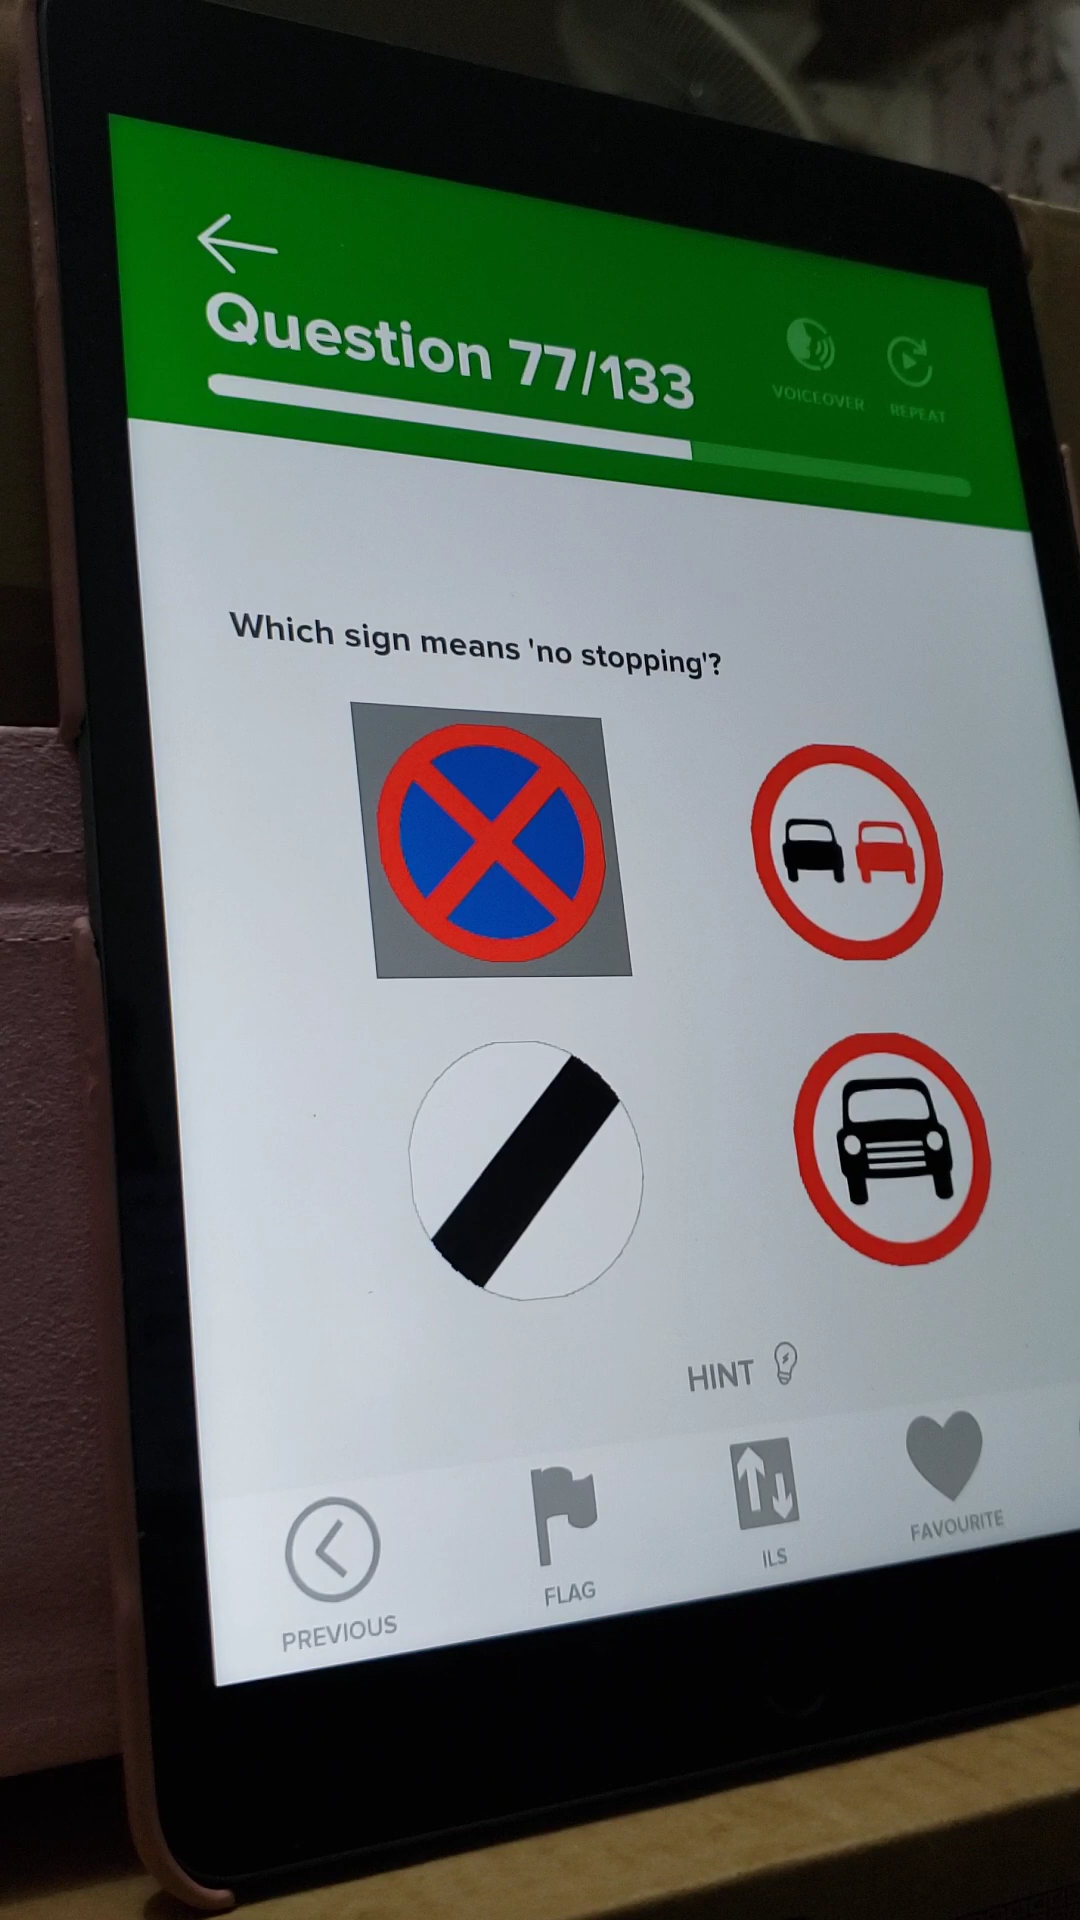 Question 77/133
VOICEOVER
REPEAT
Which sign means 'no stopping'?
HINT
PREVIOUS
FLAG
ILS
FAVOURITE